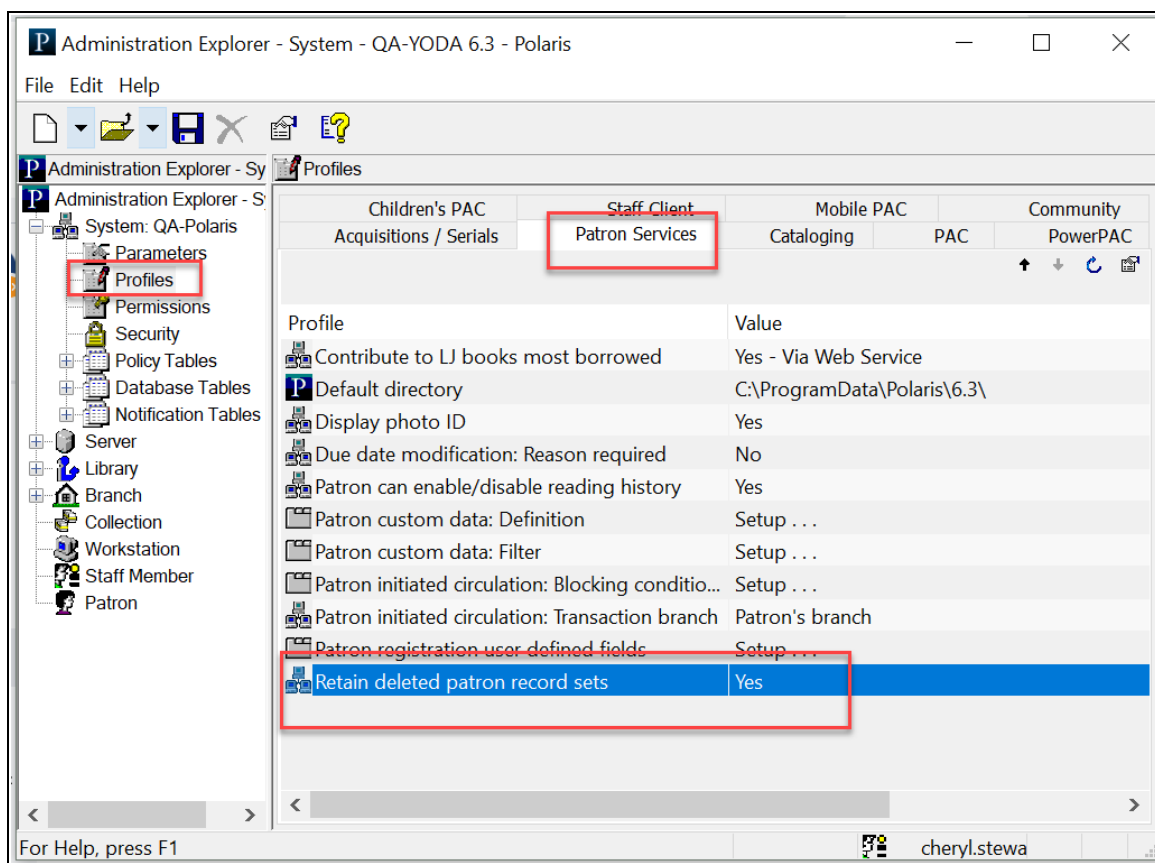 P Administration Explorer - System - QA-YODA 6.3 - Polaris
File Edit Help
P Administration Explorer - Sy
Profiles
P Administration Explorer - S
System: QA-Polaris
Parameters
Profiles
Permissions
Security
Policy Tables
Database Tables
Notification Tables
Server
Library
Branch
Collection
Workstation
Staff Member
Patron
Children's PAC Staff Client Mobile PAC Community
Acquisitions / Serials Patron Services Cataloging PAC PowerPAC
Profile Value
Contribute to LJ books most borrowed Yes - Via Web Service
P Default directory C:\ProgramData\Polaris\6.3\
Display photo ID Yes
Due date modification: Reason required No
Patron can enable/disable reading history Yes
Patron custom data: Definition Setup . . .
Patron custom data: Filter Setup . . .
Patron initiated circulation: Blocking conditio... Setup . . .
Patron initiated circulation: Transaction branch Patron's branch
Patron registration user defined fields Setup . . .
Retain deleted patron record sets Yes
For Help, press F1 cheryl.stewa